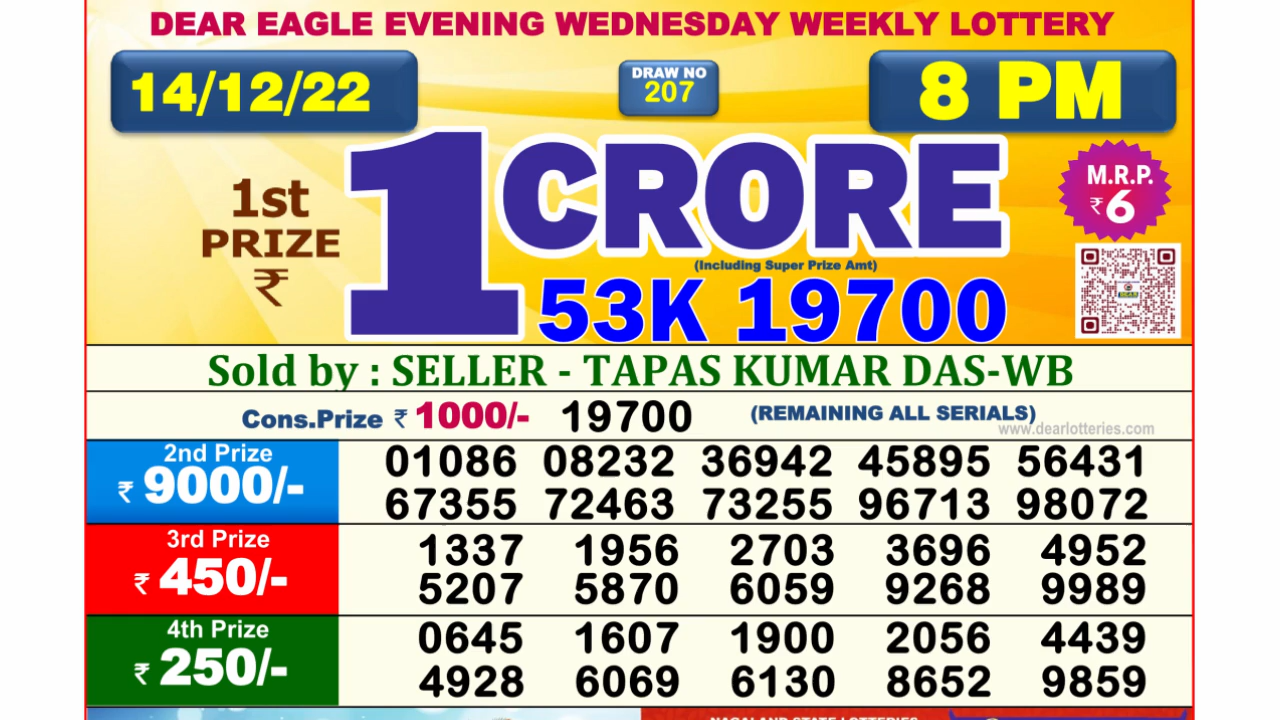 DEAR EAGLE EVENING WEDNESDAY WEEKLY LOTTERY
14/12/22
DRAW NO
207
8 PM
1st
PRIZE
₹
1 CRORE
(Including Super Prize Amt)
53K 19700
M.R.P.
₹6
Sold by : SELLER - TAPAS KUMAR DAS-WB
Cons.Prize ₹ 1000/- 19700 (REMAINING ALL SERIALS)
www.dearlotteries.com
2nd Prize
₹ 9000/-
01086 08232 36942 45895 56431
67355 72463 73255 96713 98072
3rd Prize
₹ 450/-
1337 1956 2703 3696 4952
5207 5870 6059 9268 9989
4th Prize
₹ 250/-
0645 1607 1900 2056 4439
4928 6069 6130 8652 9859
NAGALAND STATE LOTTERIES